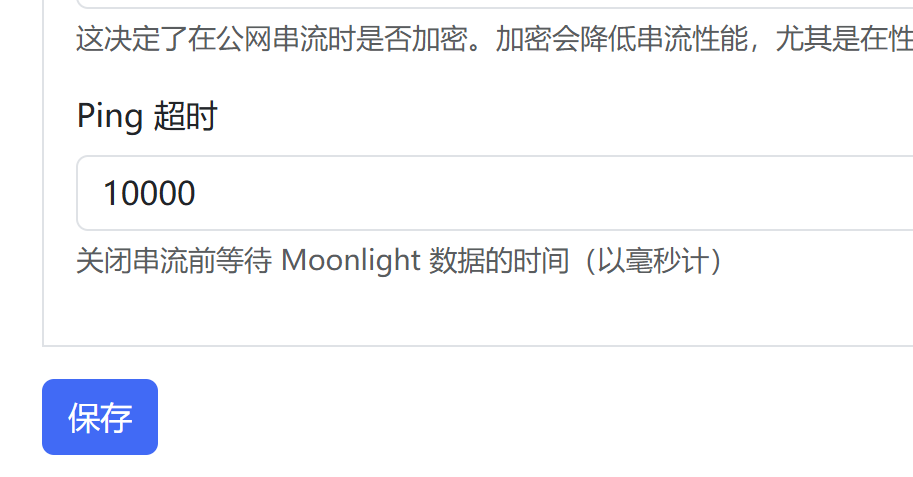 这决定了在公网串流时是否加密。加密会降低串流性能，尤其是在性
Ping 超时
10000
关闭串流前等待 Moonlight 数据的时间（以毫秒计）
保存